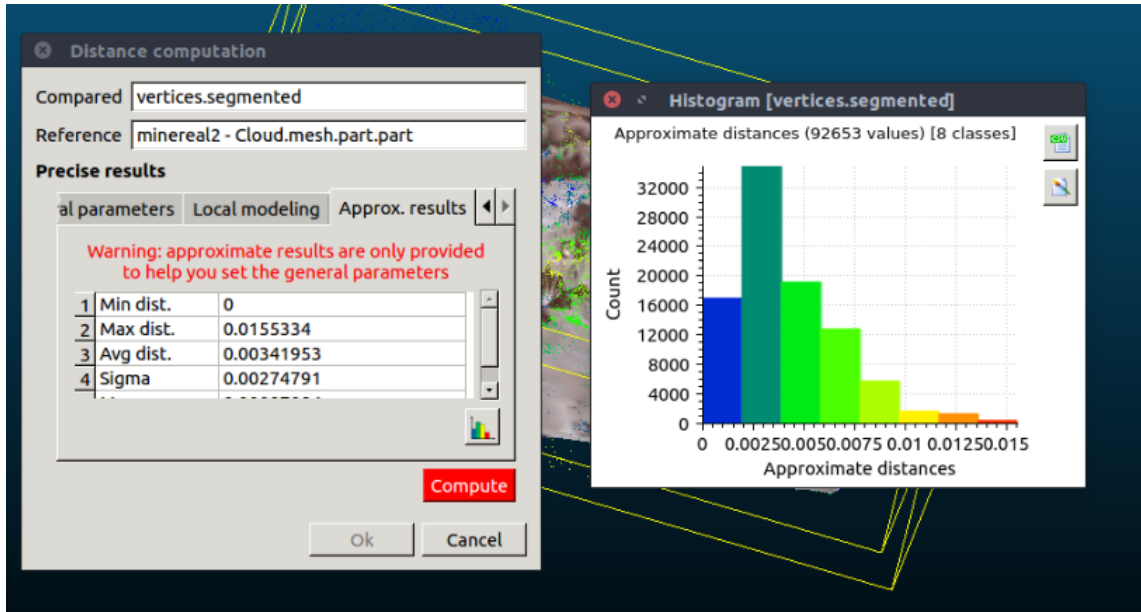 Distance computation
Compared vertices.segmented
Reference minereal2 - Cloud.mesh.part.part
Precise results
al parameters Local modeling Approx. results
Warning: approximate results are only provided
to help you set the general parameters
1 Min dist. 0
2 Max dist. 0.0155334
3 Avg dist. 0.00341953
4 Sigma 0.00274791
Compute
Ok Cancel
Histogram [vertices.segmented]
Approximate distances (92653 values) [8 classes]
CSV
32000
28000
24000
20000
16000
12000
8000
4000
0
Count
0 0.0025 0.005 0.0075 0.01 0.0125 0.015
Approximate distances